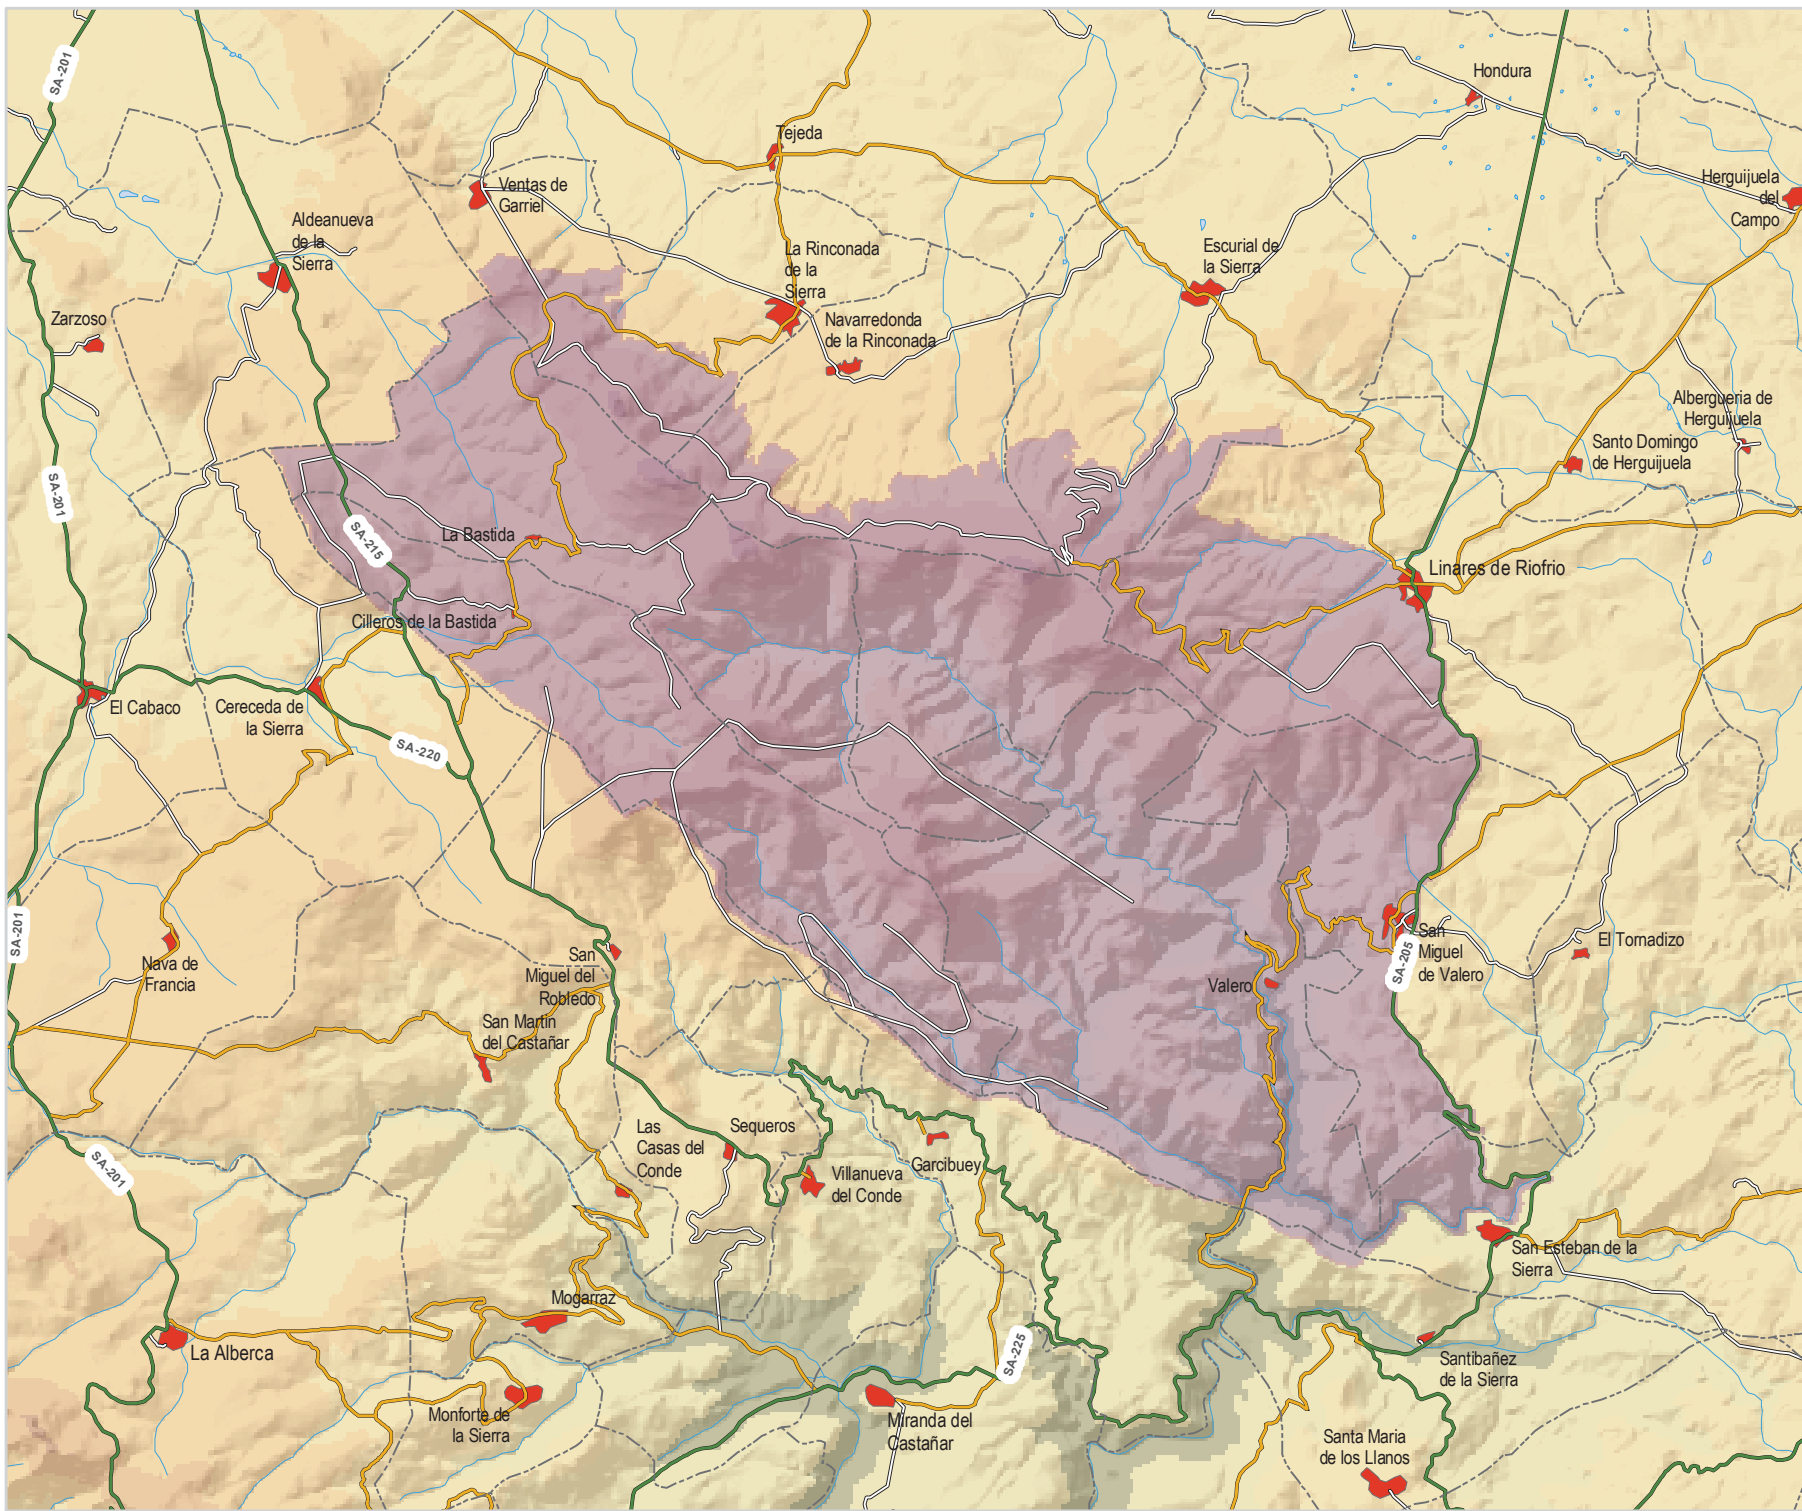 SA-201
Hondura
Tejeda
Ventas de
Garriel
Herguijuela
del
Campo
Aldeanueva
de la
Sierra
La Rinconada
de la
Sierra
Escurial de
la Sierra
Zarzoso
Navarredonda
de la Rinconada
Albergueria de
Herguijuela
Santo Domingo
de Herguijuela
SA-201
SA-215
La Bastida
Linares de Riofrio
Cilleros de la Bastida
El Cabaco
Cereceda de
la Sierra
SA-220
SA-201
Nava de
Francia
San
Miguel del
Robledo
San Martin
del Castañar
San
Miguel
de Valero
SA-205
El Tornadizo
Valero
Las
Casas del
Conde
Sequeros
Villanueva
del Conde
Garcibuey
SA-201
San Esteban de la
Sierra
Mogarraz
La Alberca
SA-225
Santibañez
de la Sierra
Monforte de
la Sierra
Miranda del
Castañar
Santa Maria
de los Llanos